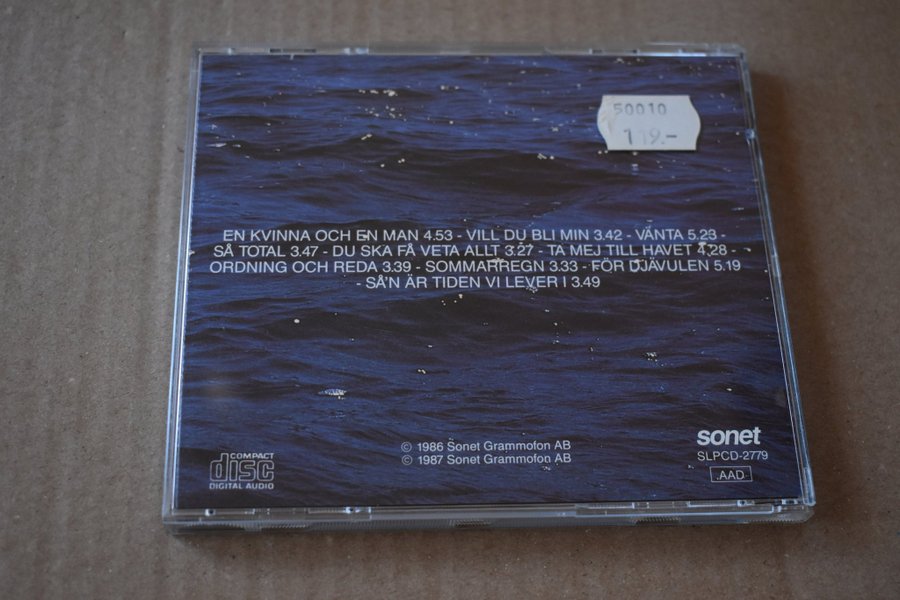 50010
119.-
EN KVINNA OCH EN MAN 4.53 - VILL DU BLI MIN 3.42 - VÄNTA 5.23 -
SÅ TOTAL 3.47 - DU SKA FÅ VETA ALLT 3.27 - TA MEJ TILL HAVET 4.28 -
ORDNING OCH REDA 3.39 - SOMMARREGN 3.33 - FÖR DJÄVULEN 5.19
- SÅ'N ÄR TIDEN VI LEVER I 3.49
© 1986 Sonet Grammofon AB
© 1987 Sonet Grammofon AB
COMPACT
disc
DIGITAL AUDIO
sonet
SLPCD-2779
AAD